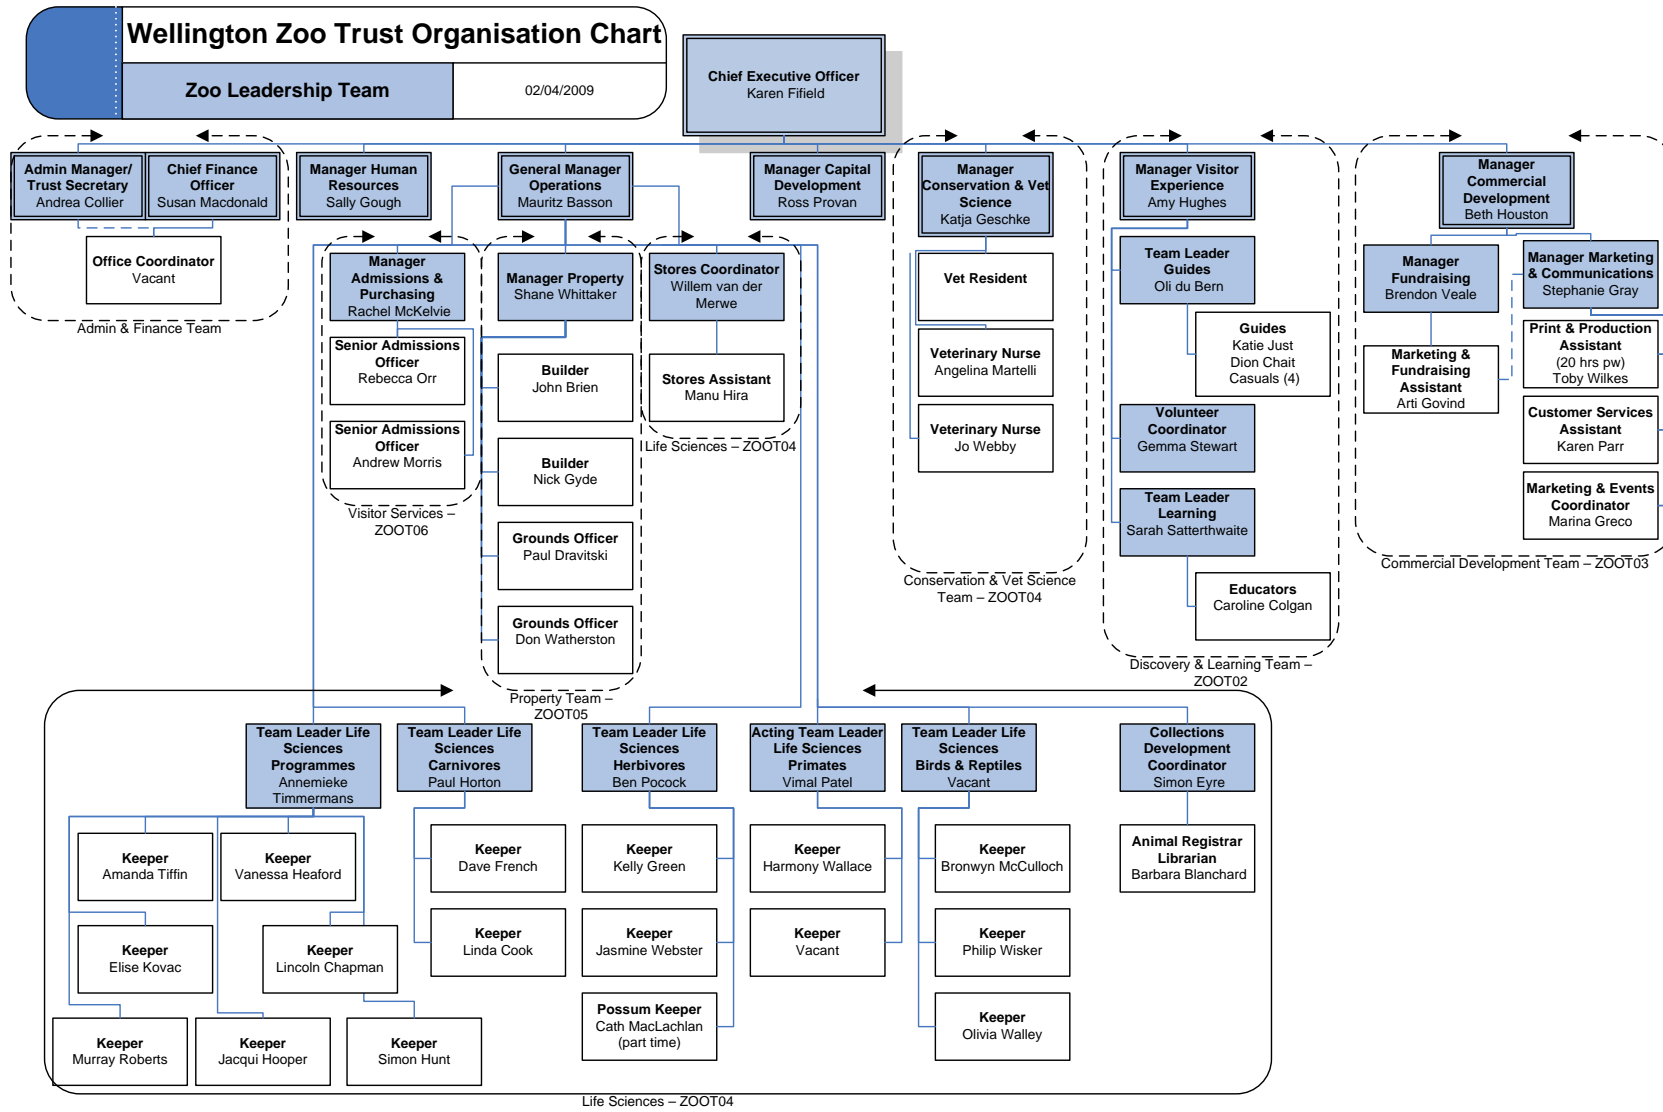 Wellington Zoo Trust Organisation Chart
Zoo Leadership Team
02/04/2009
Chief Executive Officer
Karen Fifield
Admin Manager/
Trust Secretary
Andrea Collier
Chief Finance
Officer
Susan Macdonald
Manager Human
Resources
Sally Gough
General Manager
Operations
Mauritz Basson
Manager Capital
Development
Ross Provan
Manager
Conservation & Vet
Science
Katja Geschke
Manager Visitor
Experience
Amy Hughes
Manager
Commercial
Development
Beth Houston
Office Coordinator
Vacant
Admin & Finance Team
Manager
Admissions &
Purchasing
Rachel McKelvie
Senior Admissions
Officer
Rebecca Orr
Senior Admissions
Officer
Andrew Morris
Visitor Services –
ZOOT06
Manager Property
Shane Whittaker
Builder
John Brien
Builder
Nick Gyde
Grounds Officer
Paul Dravitski
Grounds Officer
Don Watherston
Property Team –
ZOOT05
Stores Coordinator
Willem van der
Merwe
Stores Assistant
Manu Hira
Life Sciences – ZOOT04
Vet Resident
Veterinary Nurse
Angelina Martelli
Veterinary Nurse
Jo Webby
Conservation & Vet Science
Team – ZOOT04
Team Leader
Guides
Oli du Bern
Guides
Katie Just
Dion Chait
Casuals (4)
Volunteer
Coordinator
Gemma Stewart
Team Leader
Learning
Sarah Satterthwaite
Educators
Caroline Colgan
Discovery & Learning Team –
ZOOT02
Manager
Fundraising
Brendon Veale
Marketing &
Fundraising
Assistant
Arti Govind
Manager Marketing
& Communications
Stephanie Gray
Print & Production
Assistant
(20 hrs pw)
Toby Wilkes
Customer Services
Assistant
Karen Parr
Marketing & Events
Coordinator
Marina Greco
Commercial Development Team – ZOOT03
Team Leader Life
Sciences
Programmes
Annemieke
Timmermans
Team Leader Life
Sciences
Carnivores
Paul Horton
Team Leader Life
Sciences
Herbivores
Ben Pocock
Acting Team Leader
Life Sciences
Primates
Vimal Patel
Team Leader Life
Sciences
Birds & Reptiles
Vacant
Collections
Development
Coordinator
Simon Eyre
Keeper
Amanda Tiffin
Keeper
Vanessa Heaford
Keeper
Elise Kovac
Keeper
Lincoln Chapman
Keeper
Murray Roberts
Keeper
Jacqui Hooper
Keeper
Simon Hunt
Keeper
Dave French
Keeper
Linda Cook
Keeper
Kelly Green
Keeper
Jasmine Webster
Possum Keeper
Cath MacLachlan
(part time)
Keeper
Harmony Wallace
Keeper
Vacant
Keeper
Bronwyn McCulloch
Keeper
Philip Wisker
Keeper
Olivia Walley
Animal Registrar
Librarian
Barbara Blanchard
Life Sciences – ZOOT04